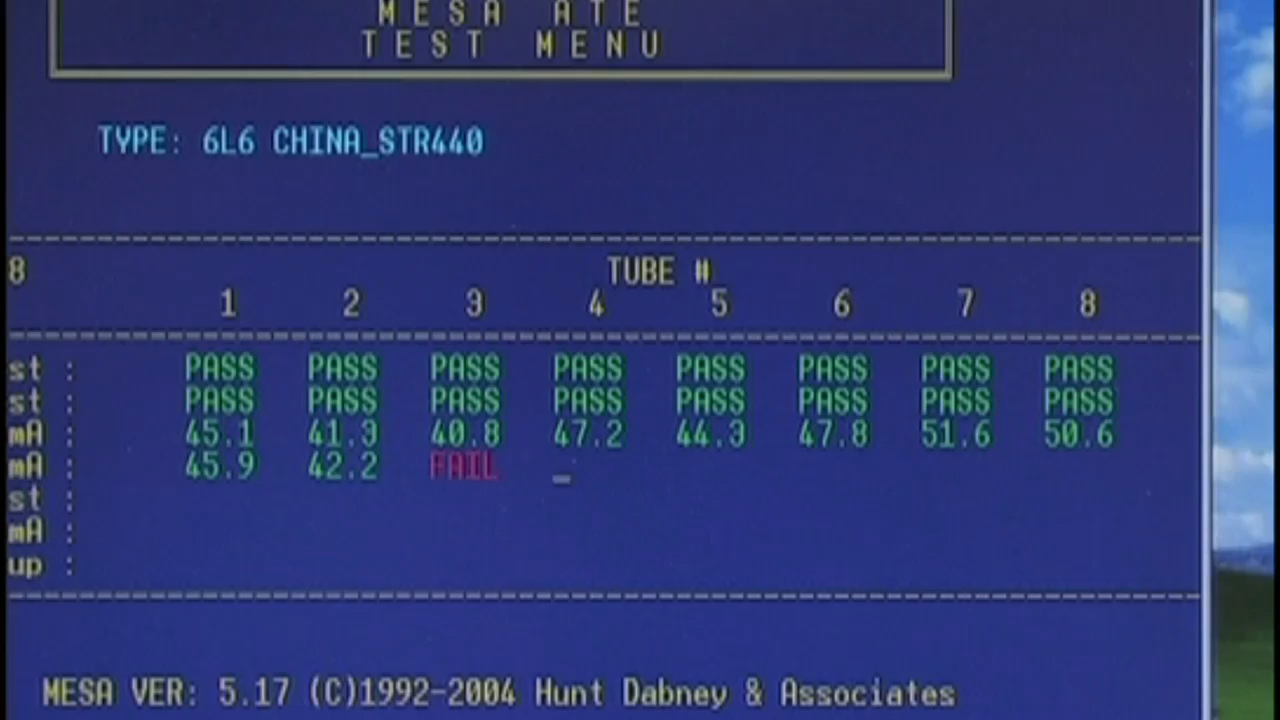 MESA ATE
TEST MENU
TYPE: 6L6 CHINA_STR440
8 TUBE #
1 2 3 4 5 6 7 8
st : PASS PASS PASS PASS PASS PASS PASS PASS
st : PASS PASS PASS PASS PASS PASS PASS PASS
mA : 45.1 41.3 40.8 47.2 44.3 47.8 51.6 50.6
mA : 45.9 42.2 FAIL _
st :
mA :
up :
MESA VER: 5.17 (C)1992-2004 Hunt Dabney & Associates